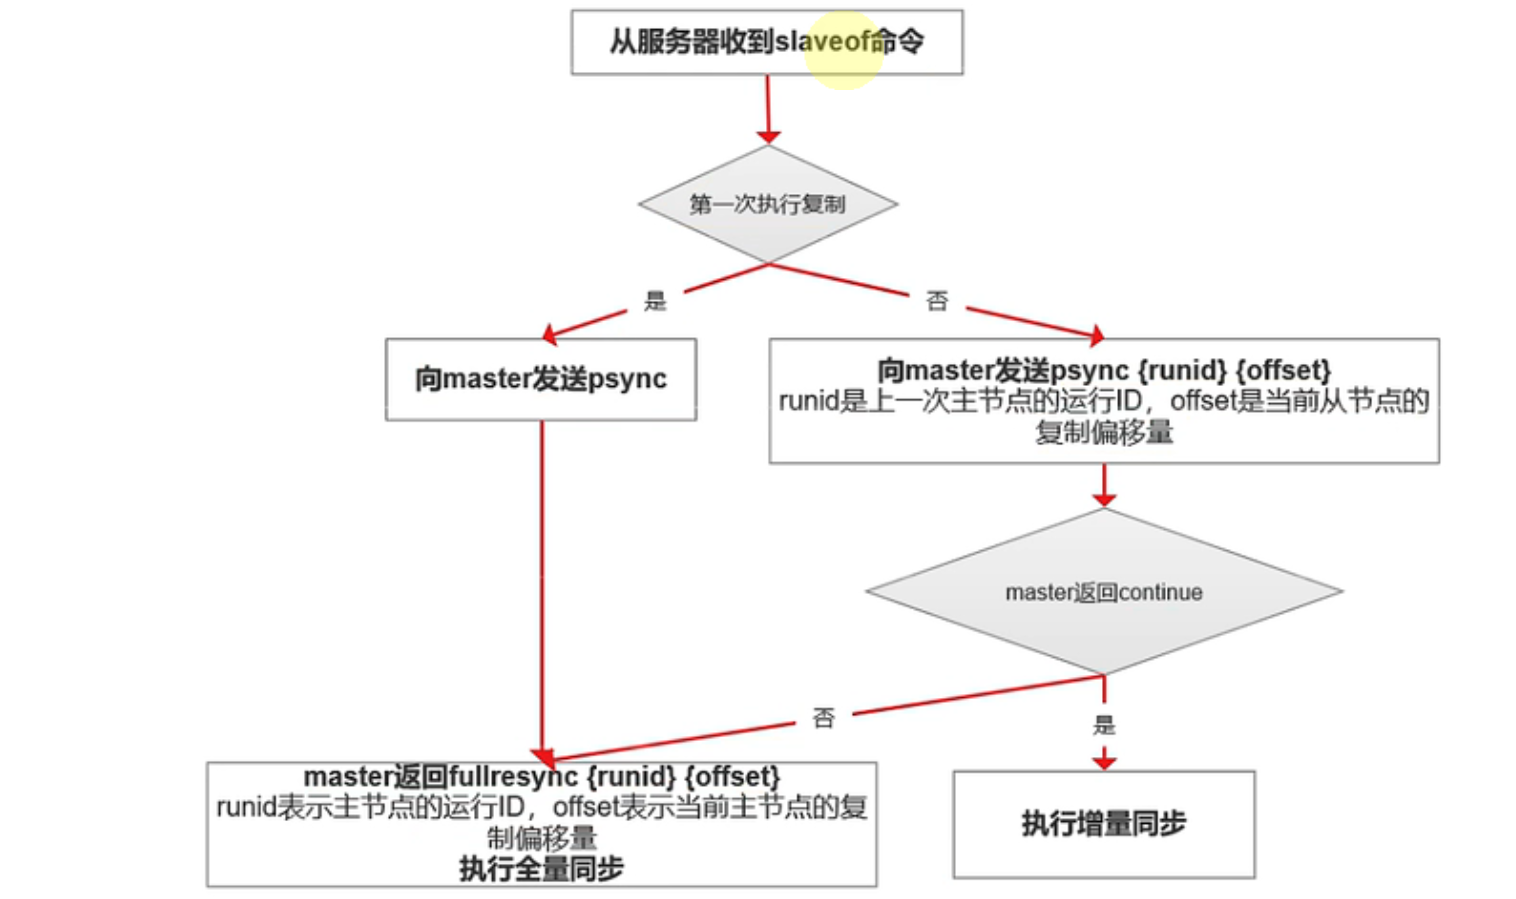 从服务器收到slaveof命令
第一次执行复制
是
否
向master发送psync
向master发送psync {runid} {offset}
runid是上一次主节点的运行ID，offset是当前从节点的
复制偏移量
master返回continue
否
是
master返回fullresync {runid} {offset}
runid表示主节点的运行ID，offset表示当前主节点的复
制偏移量
执行全量同步
执行增量同步